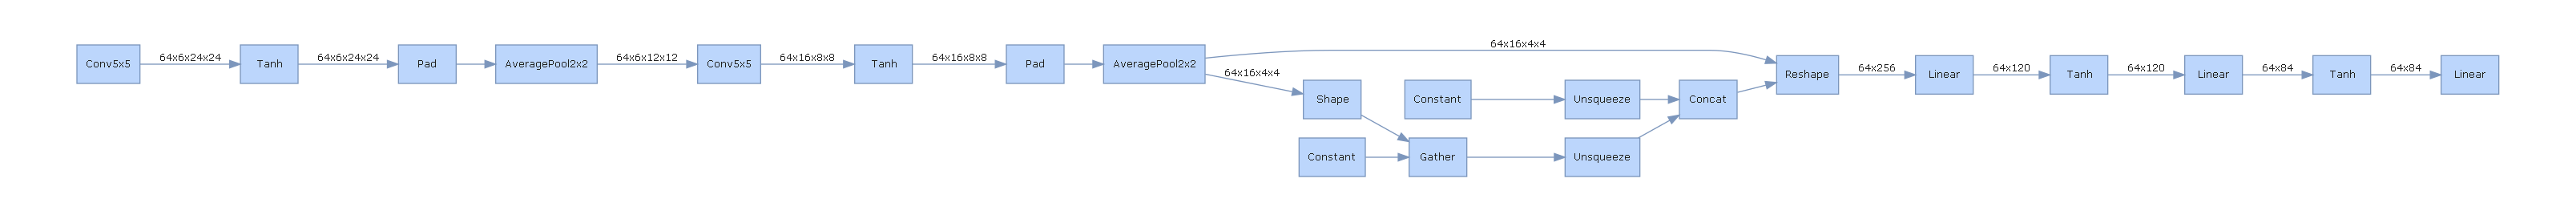 Conv5x5
64x6x24x24
Tanh
64x6x24x24
Pad
AveragePool2x2
64x6x12x12
Conv5x5
64x16x8x8
Tanh
64x16x8x8
Pad
AveragePool2x2
64x16x4x4
64x16x4x4
Shape
Constant
Constant
Gather
Unsqueeze
Unsqueeze
Concat
Reshape
64x256
Linear
64x120
Tanh
64x120
Linear
64x84
Tanh
64x84
Linear